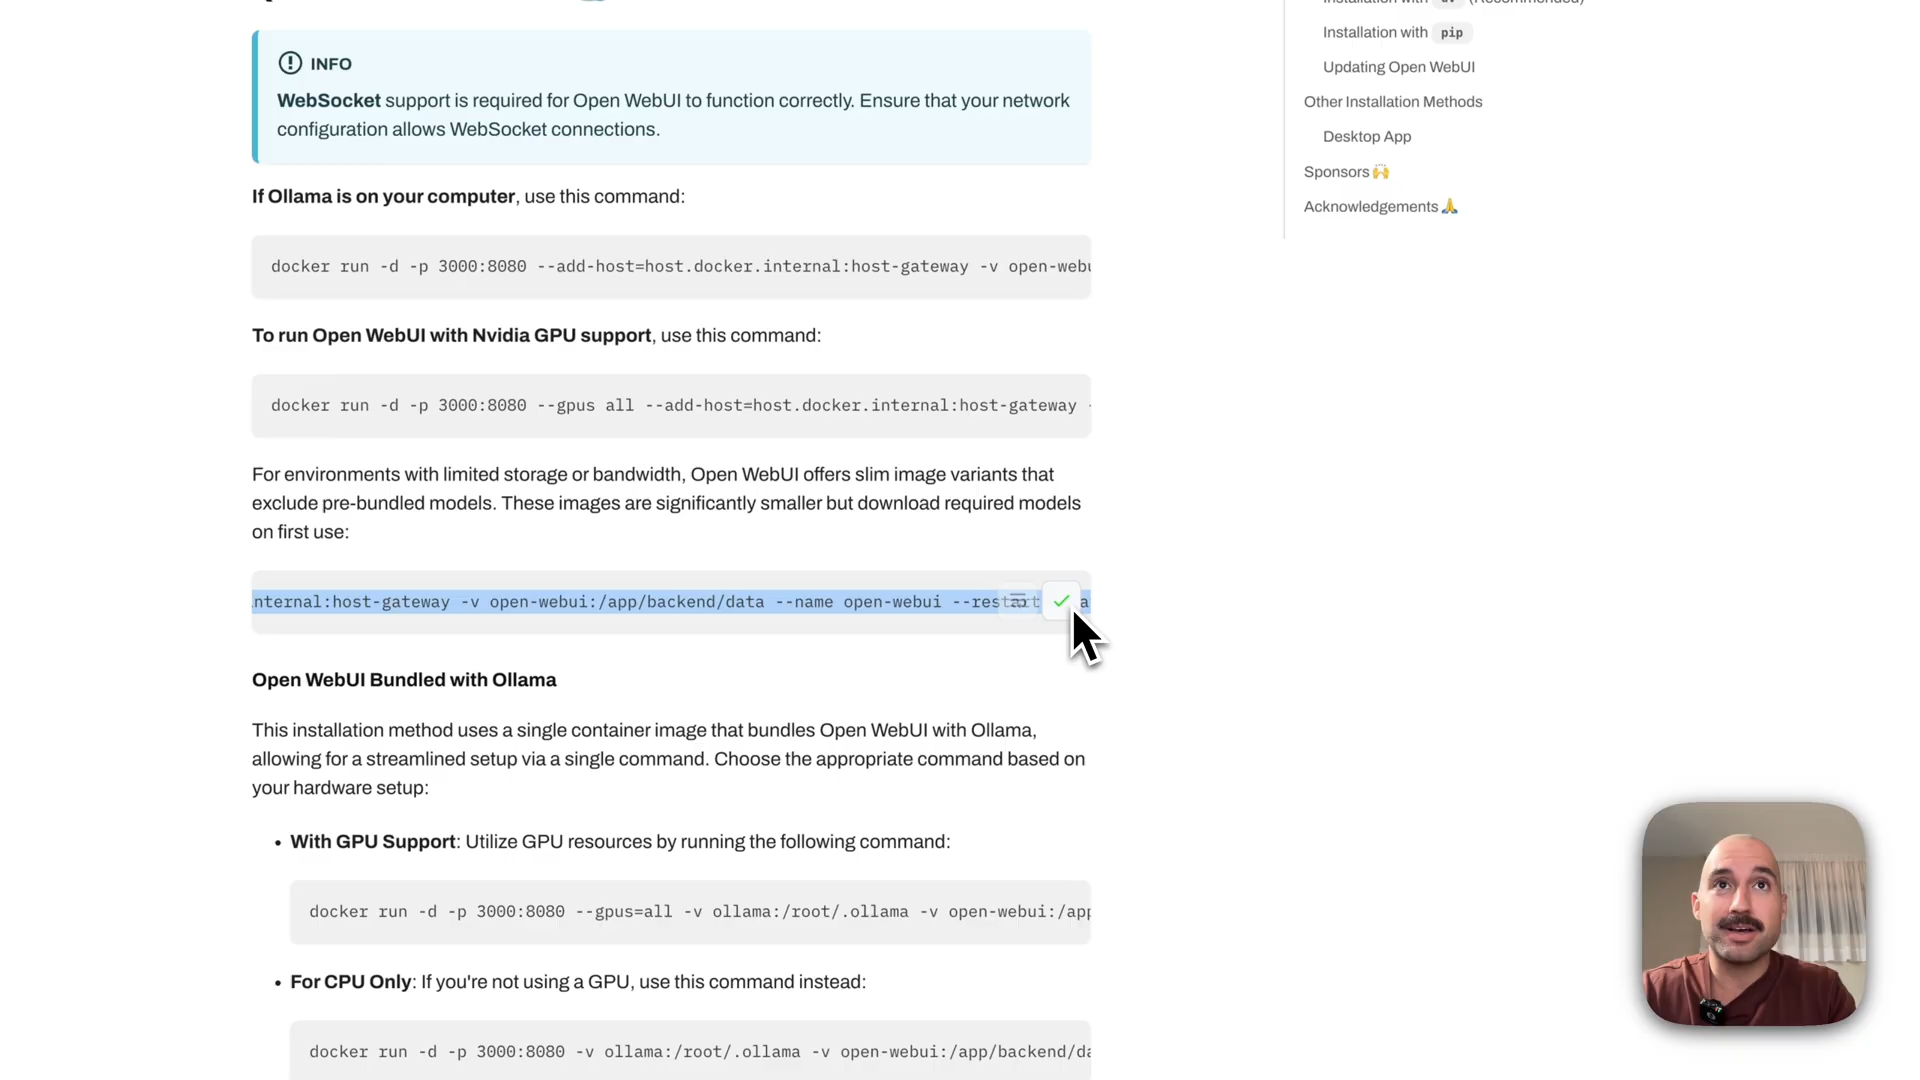 INFO
WebSocket support is required for Open WebUI to function correctly. Ensure that your network
configuration allows WebSocket connections.
If Ollama is on your computer, use this command:
docker run -d -p 3000:8080 --add-host=host.docker.internal:host-gateway -v open-webu
To run Open WebUI with Nvidia GPU support, use this command:
docker run -d -p 3000:8080 --gpus all --add-host=host.docker.internal:host-gateway -
For environments with limited storage or bandwidth, Open WebUI offers slim image variants that
exclude pre-bundled models. These images are significantly smaller but download required models
on first use:
nternal:host-gateway -v open-webui:/app/backend/data --name open-webui --restart a
Open WebUI Bundled with Ollama
This installation method uses a single container image that bundles Open WebUI with Ollama,
allowing for a streamlined setup via a single command. Choose the appropriate command based on
your hardware setup:
• With GPU Support: Utilize GPU resources by running the following command:
docker run -d -p 3000:8080 --gpus=all -v ollama:/root/.ollama -v open-webui:/app
• For CPU Only: If you're not using a GPU, use this command instead:
docker run -d -p 3000:8080 -v ollama:/root/.ollama -v open-webui:/app/backend/da
Installation with uv (Recommended)
Installation with pip
Updating Open WebUI
Other Installation Methods
Desktop App
Sponsors 🙌
Acknowledgements 🙏